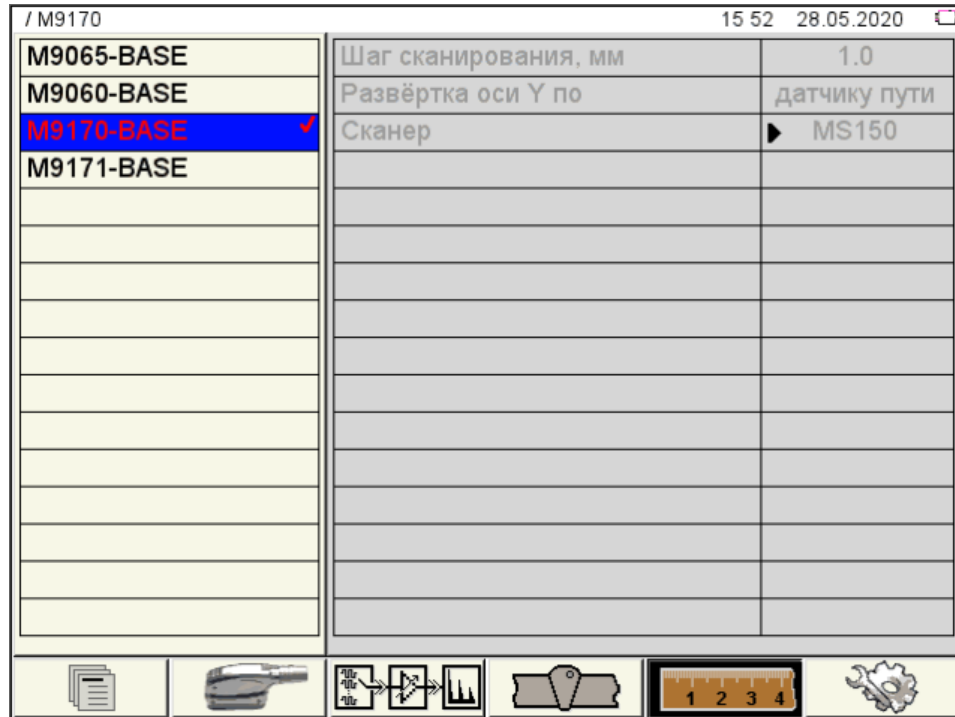 / M9170 15 52 28.05.2020
M9065-BASE
M9060-BASE
M9170-BASE
M9171-BASE
Шаг сканирования, мм 1.0
Развёртка оси Y по датчику пути
Сканер MS150
1 2 3 4